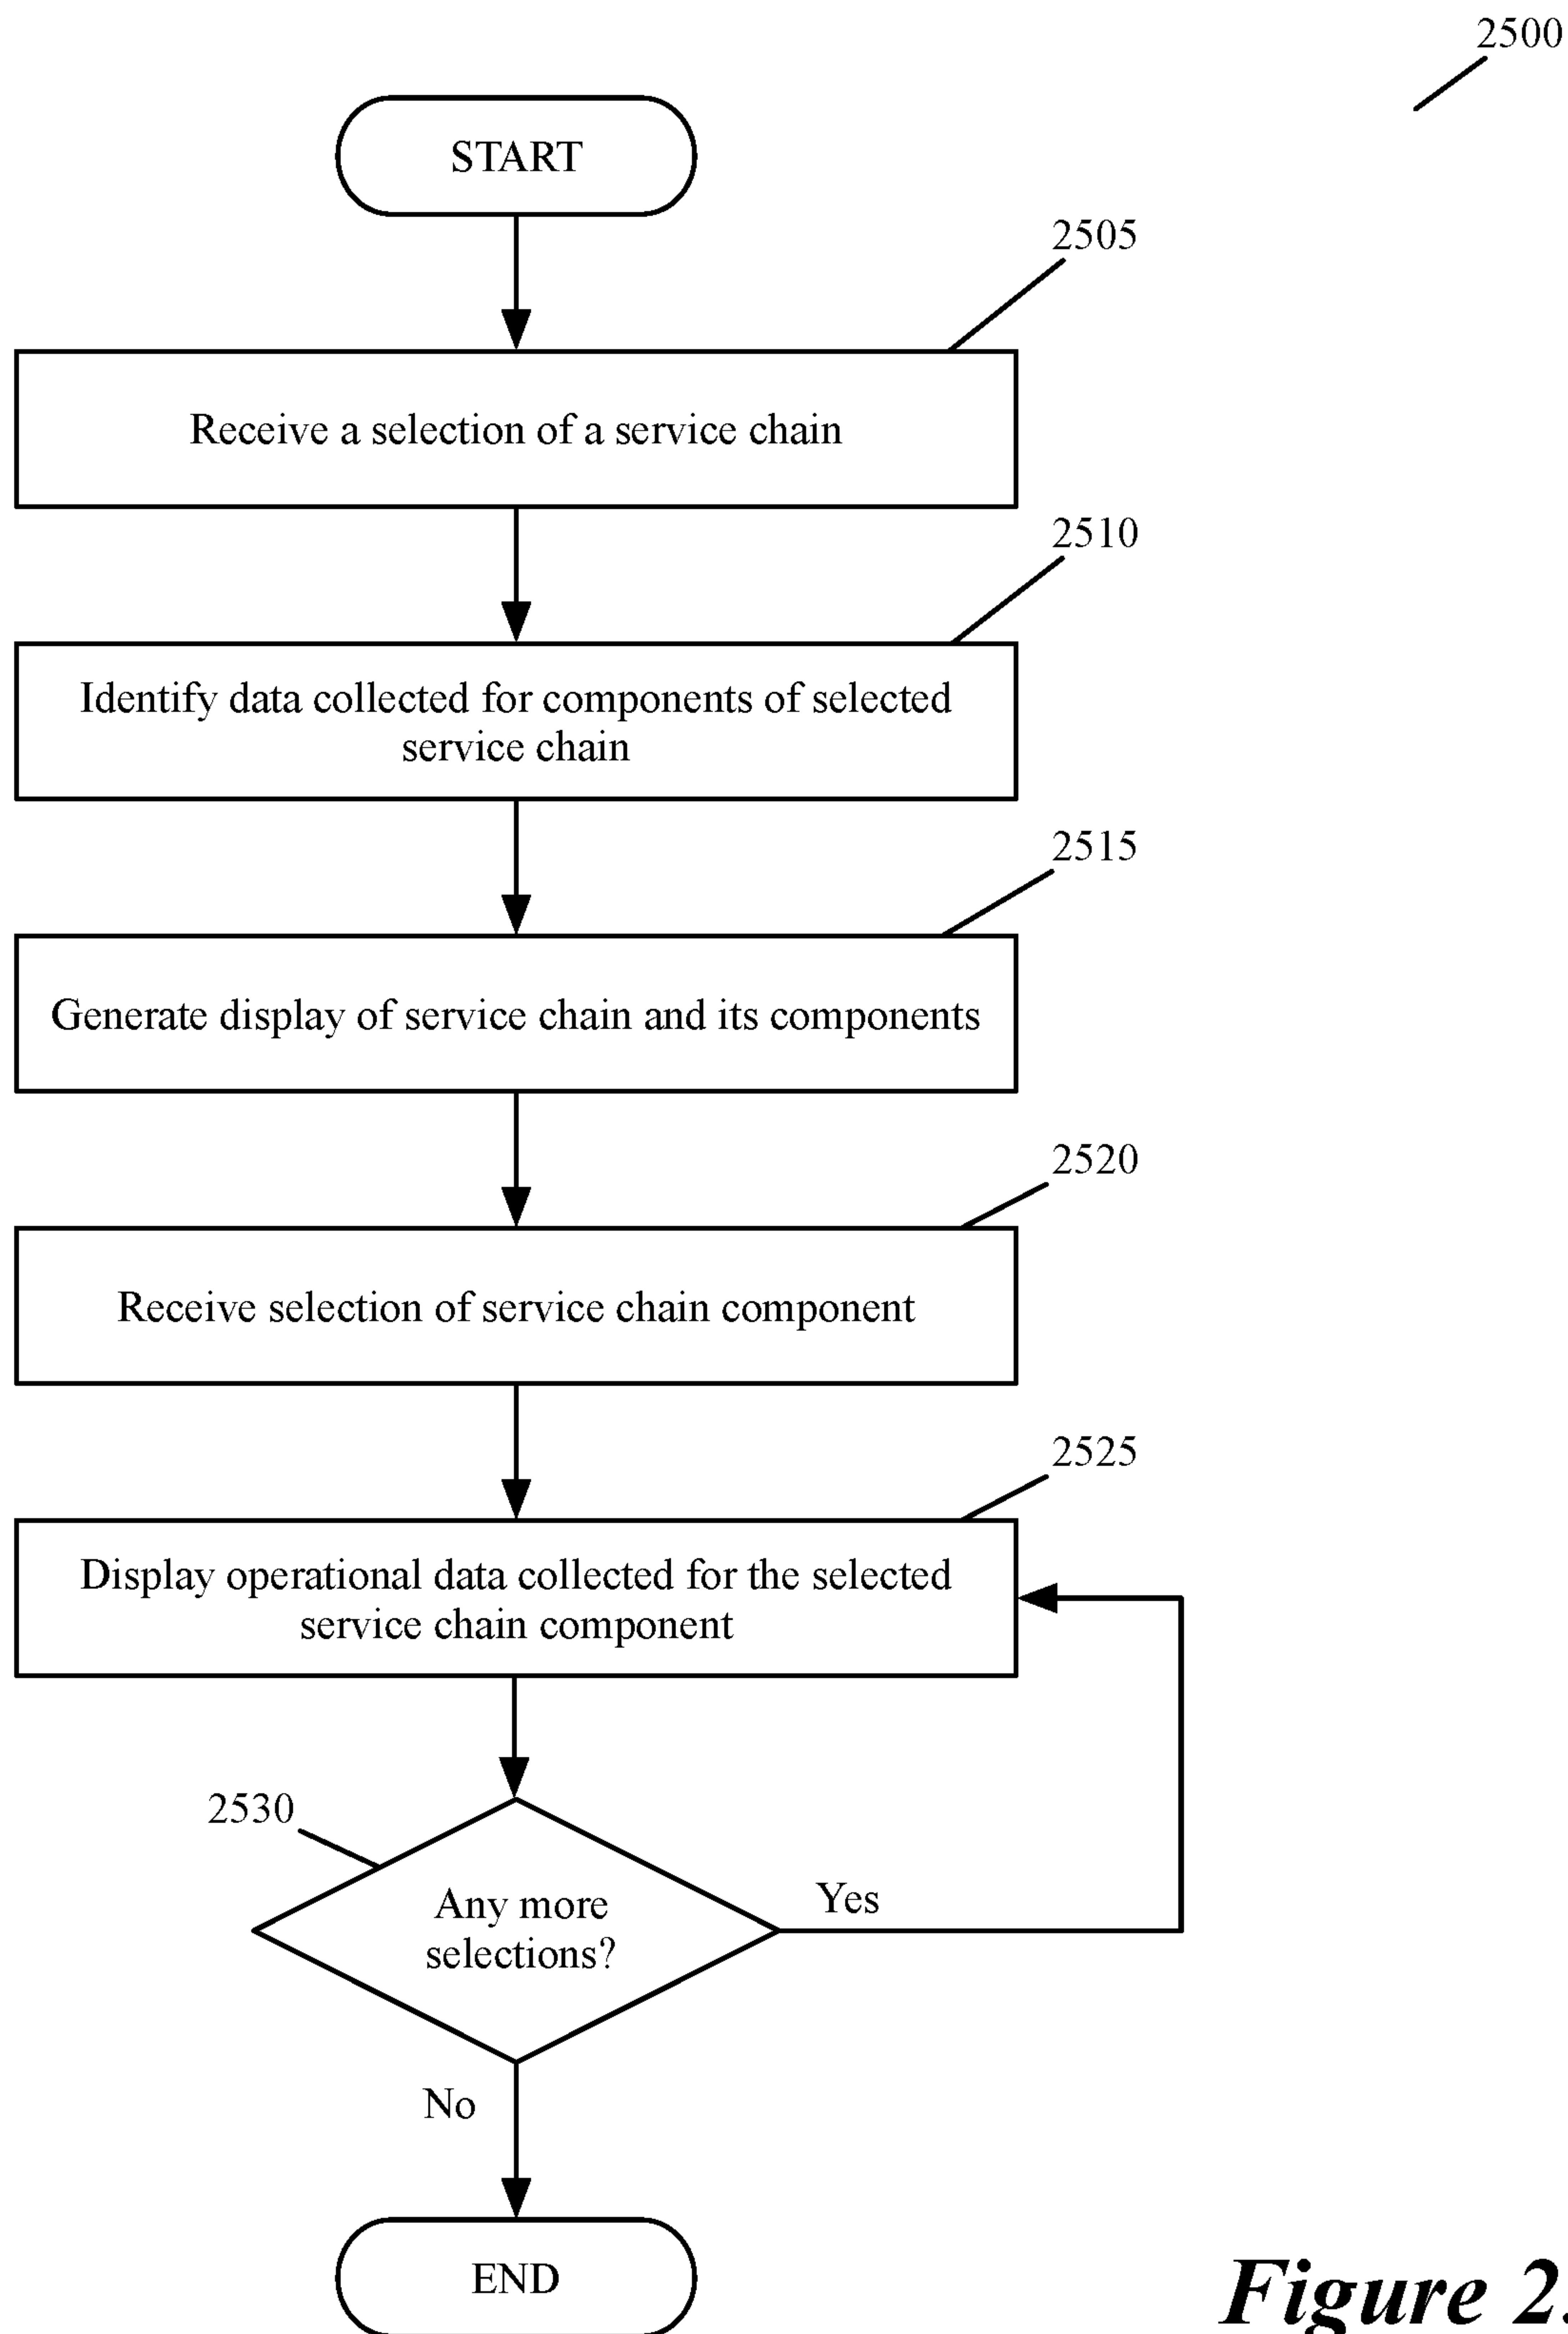 2500
START
2505
Receive a selection of a service chain
2510
Identify data collected for components of selected
service chain
2515
Generate display of service chain and its components
2520
Receive selection of service chain component
2525
Display operational data collected for the selected
service chain component
2530
Any more
selections?
Yes
No
END
Figure 2